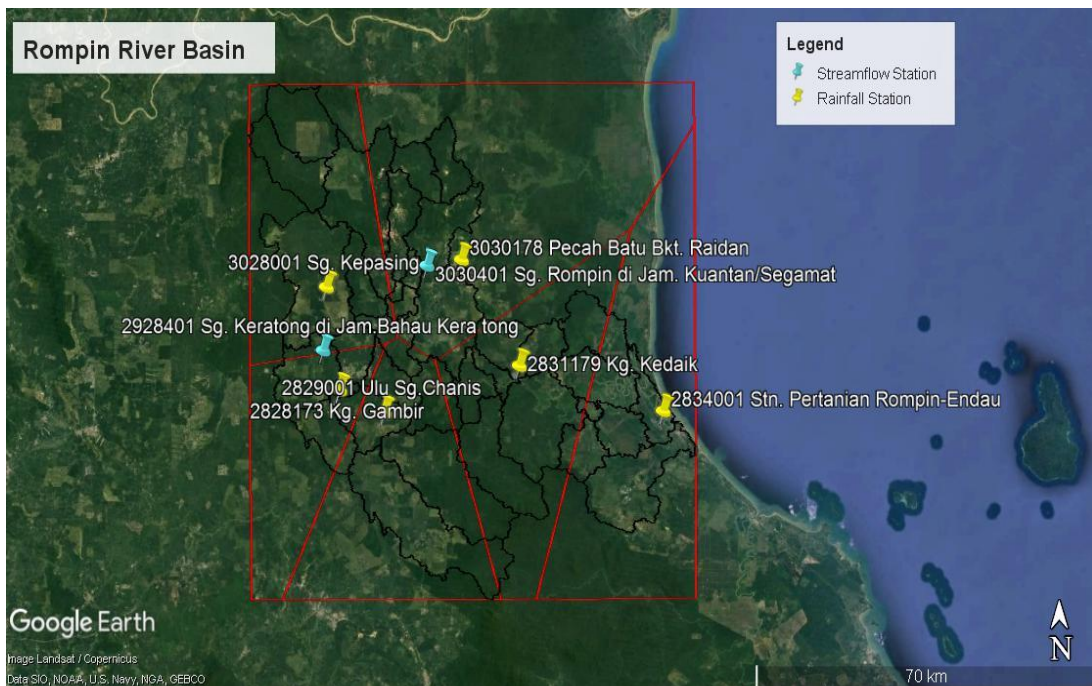 Rompin River Basin
Legend
Streamflow Station
Rainfall Station
3030178 Pecah Batu Bkt. Raidan
3028001 Sg. Kepasing
3030401 Sg. Rompin di Jam. Kuantan/Segamat
2928401 Sg. Keratong di Jam.Bahau Kera tong
2831179 Kg. Kedaik
2829001 Ulu Sg.Chanis
2834001 Stn. Pertanian Rompin-Endau
2828173 Kg. Gambir
Google Earth
Image Landsat / Copernicus
Data SIO, NOAA, U.S. Navy, NGA, GEBCO
N
70 km